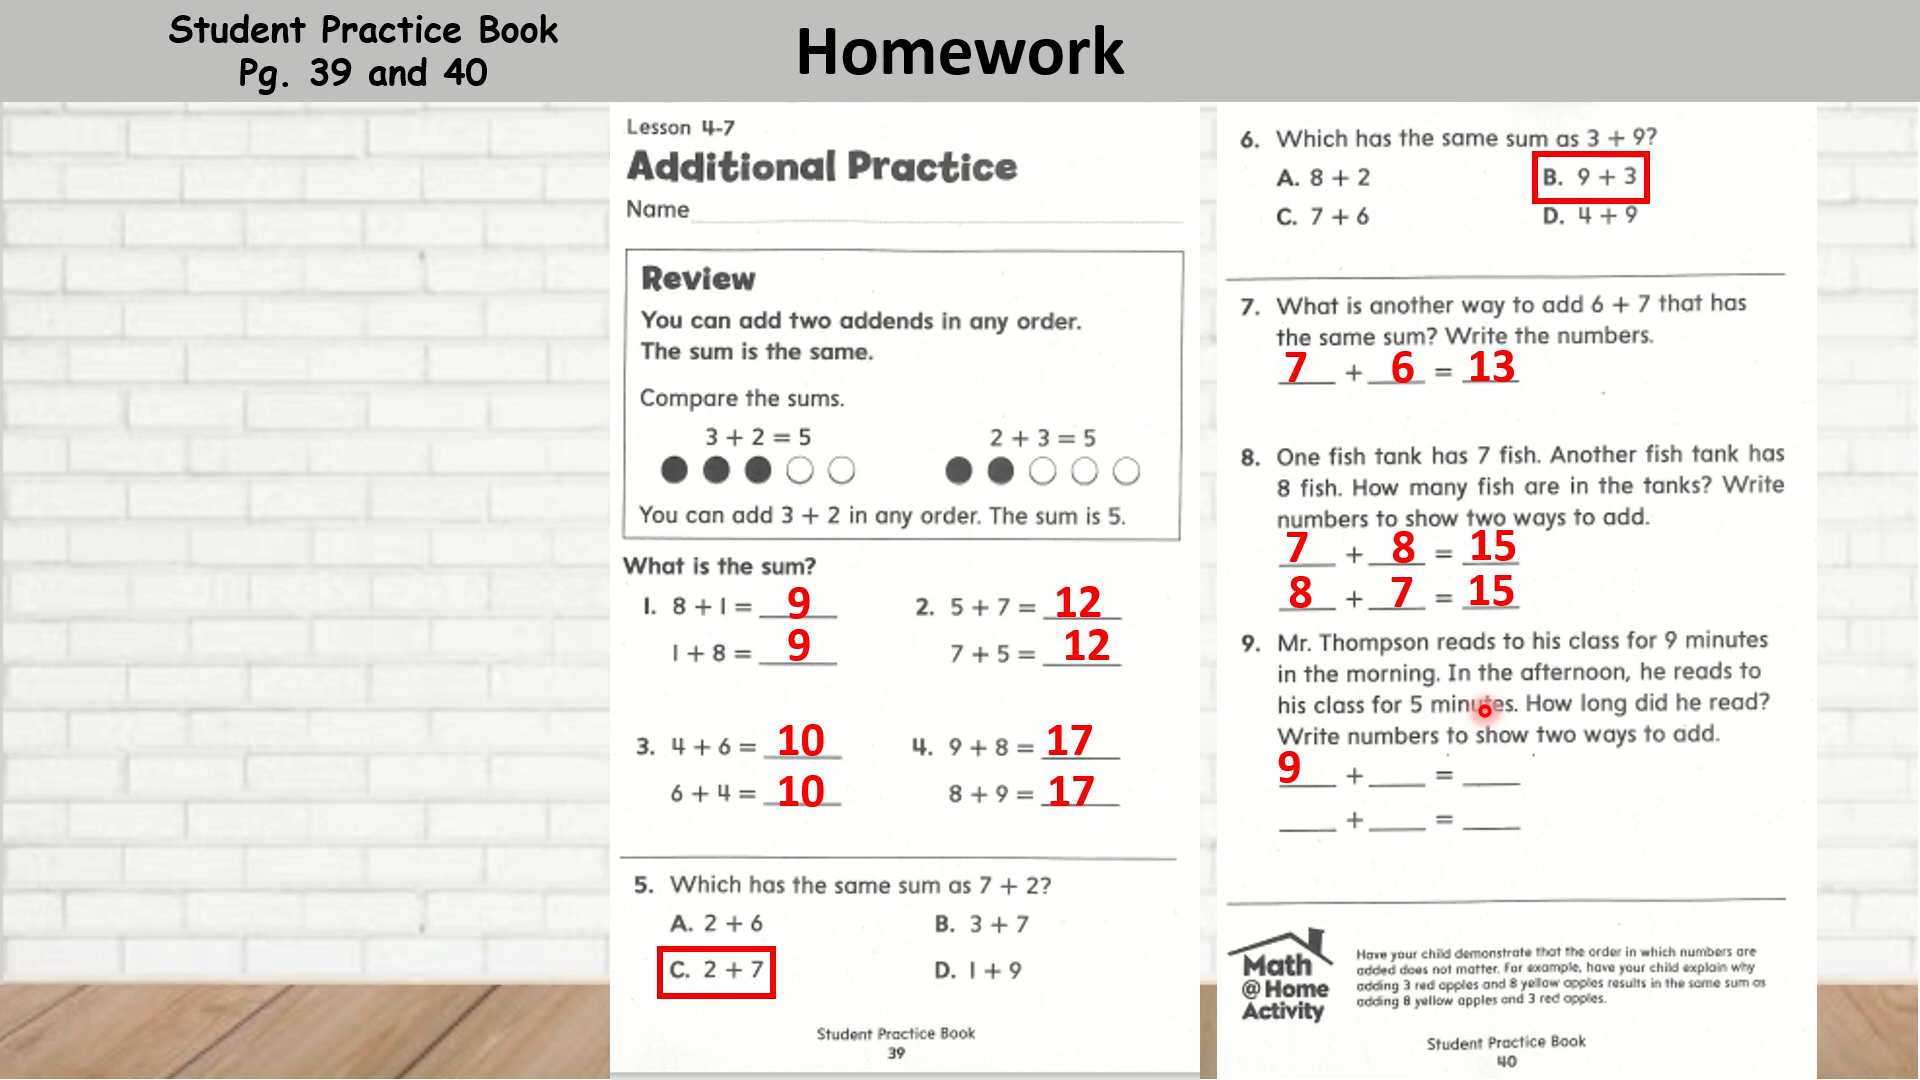 Student Practice Book
Pg. 39 and 40
Homework
Lesson 4-7
Additional Practice
Name
Review
You can add two addends in any order.
The sum is the same.
Compare the sums.
3 + 2 = 5
2 + 3 = 5
You can add 3 + 2 in any order. The sum is 5.
What is the sum?
1. 8 + 1 = 9
1 + 8 = 9
2. 5 + 7 = 12
7 + 5 = 12
3. 4 + 6 = 10
6 + 4 = 10
4. 9 + 8 = 17
8 + 9 = 17
5. Which has the same sum as 7 + 2?
A. 2 + 6
B. 3 + 7
C. 2 + 7
D. 1 + 9
Student Practice Book
39
6. Which has the same sum as 3 + 9?
A. 8 + 2
B. 9 + 3
C. 7 + 6
D. 4 + 9
7. What is another way to add 6 + 7 that has
the same sum? Write the numbers.
7 + 6 = 13
8. One fish tank has 7 fish. Another fish tank has
8 fish. How many fish are in the tanks? Write
numbers to show two ways to add.
7 + 8 = 15
8 + 7 = 15
9. Mr. Thompson reads to his class for 9 minutes
in the morning. In the afternoon, he reads to
his class for 5 minutes. How long did he read?
Write numbers to show two ways to add.
9 + ___ = ___
___ + ___ = ___
Math
@ Home
Activity
Have your child demonstrate that the order in which numbers are
added does not matter. For example, have your child explain why
adding 3 red apples and 8 yellow apples results in the same sum as
adding 8 yellow apples and 3 red apples.
Student Practice Book
40